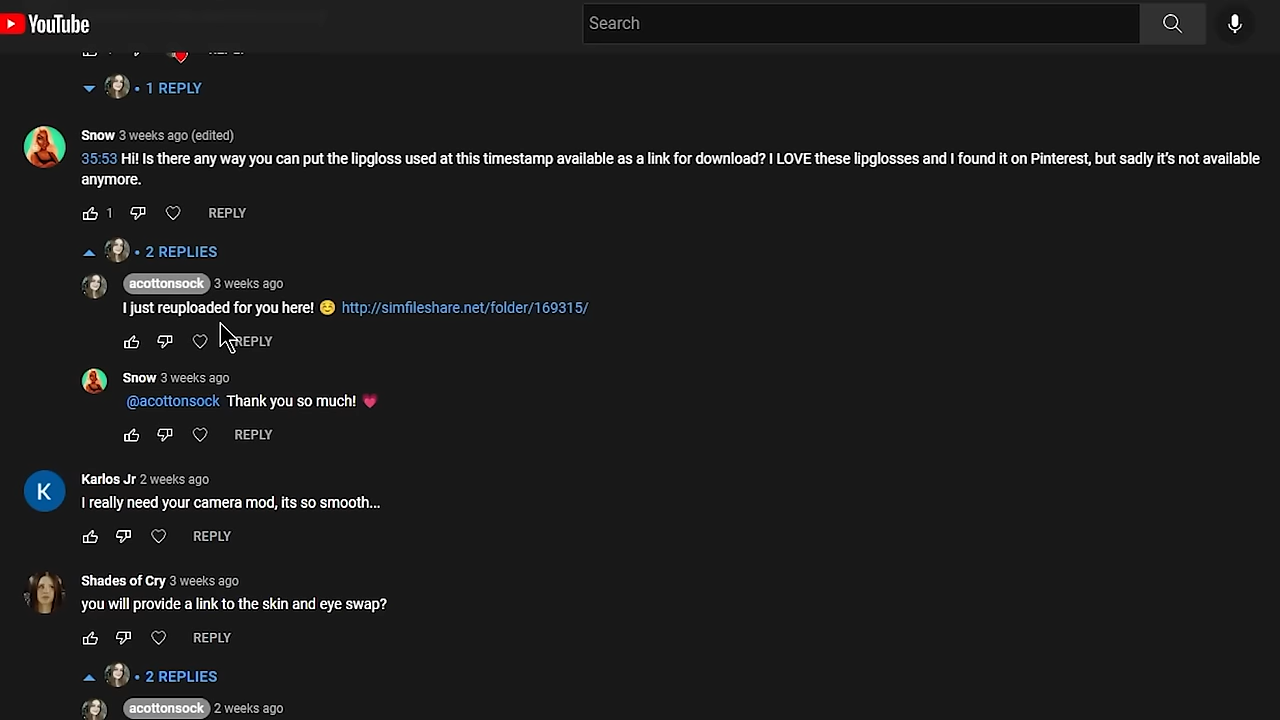 YouTube
Search
• 1 REPLY
Snow 3 weeks ago (edited)
35:53 Hi! Is there any way you can put the lipgloss used at this timestamp available as a link for download? I LOVE these lipglosses and I found it on Pinterest, but sadly it's not available
anymore.
1 REPLY
• 2 REPLIES
acottonsock 3 weeks ago
I just reuploaded for you here! ☺️ http://simfileshare.net/folder/169315/
REPLY
Snow 3 weeks ago
@acottonsock Thank you so much! 💗
REPLY
K
Karlos Jr 2 weeks ago
I really need your camera mod, its so smooth...
REPLY
Shades of Cry 3 weeks ago
you will provide a link to the skin and eye swap?
REPLY
• 2 REPLIES
acottonsock 2 weeks ago